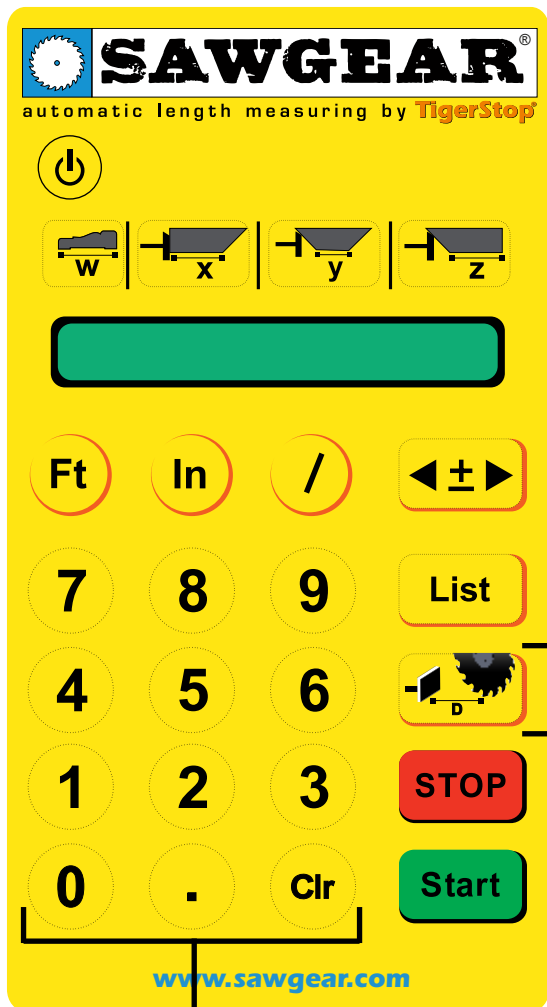 SAWGEAR®
automatic length measuring by TigerStop®
W X y Z
Ft In / ±
7 8 9 List
4 5 6 D
1 2 3 STOP
0 . Clr Start
www.sawgear.com